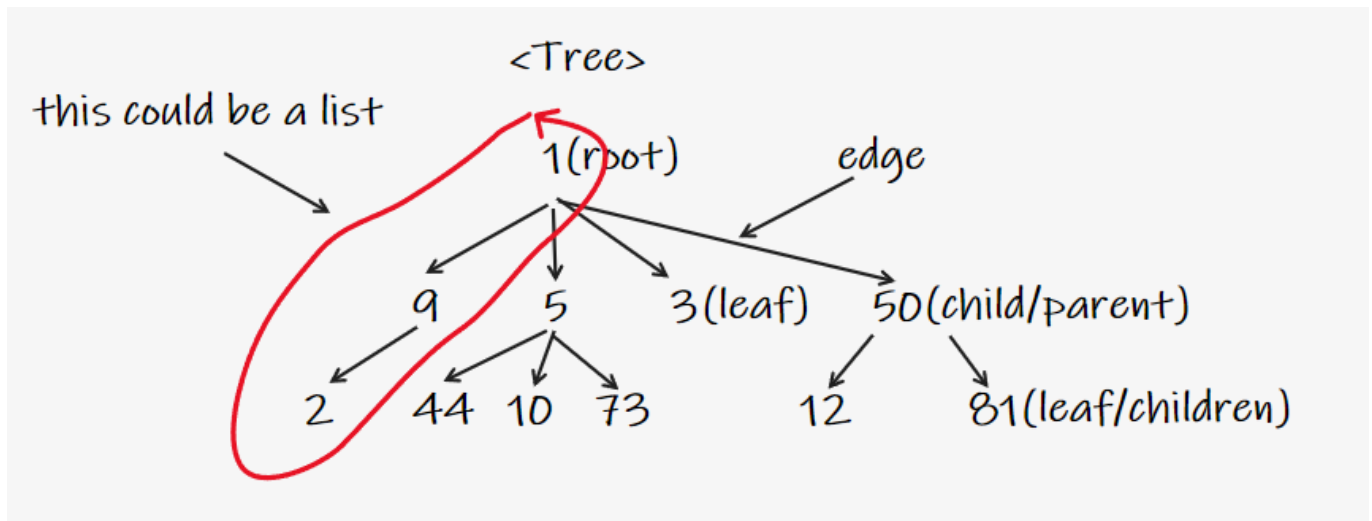 <Tree>
this could be a list
1(root)
edge
9
5
3(leaf)
50(child/parent)
2
44
10
73
12
81(leaf/children)